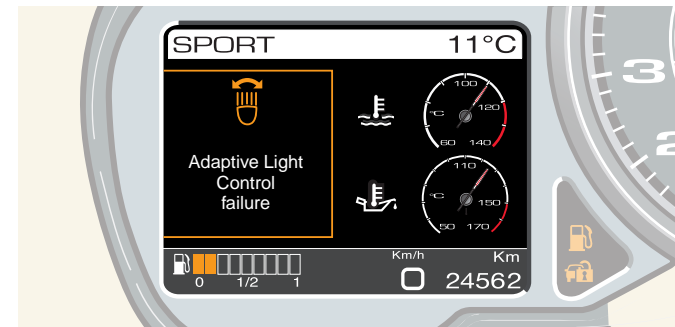 SPORT 11°C
Adaptive Light
Control
failure
100
°C 120
60 140
110
°C 150
50 170
Km/h Km
0 1/2 1
0 24562
3
2